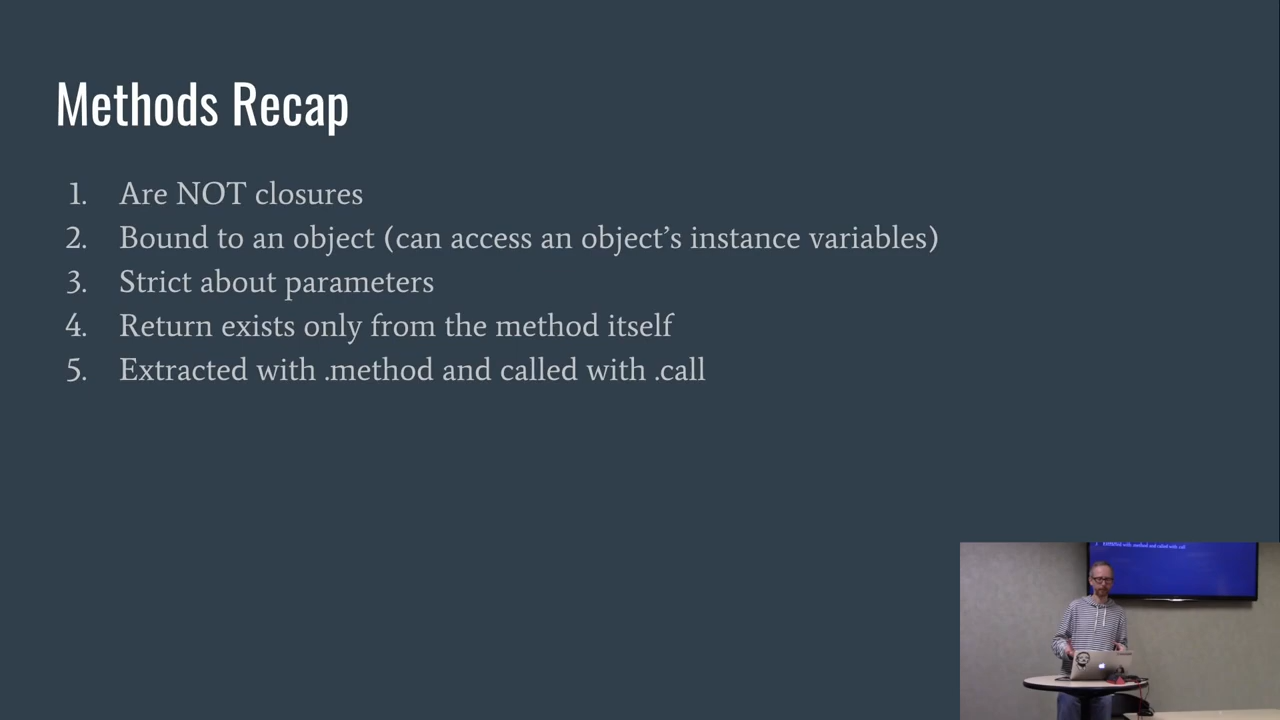 Methods Recap
1. Are NOT closures
2. Bound to an object (can access an object’s instance variables)
3. Strict about parameters
4. Return exists only from the method itself
5. Extracted with .method and called with .call